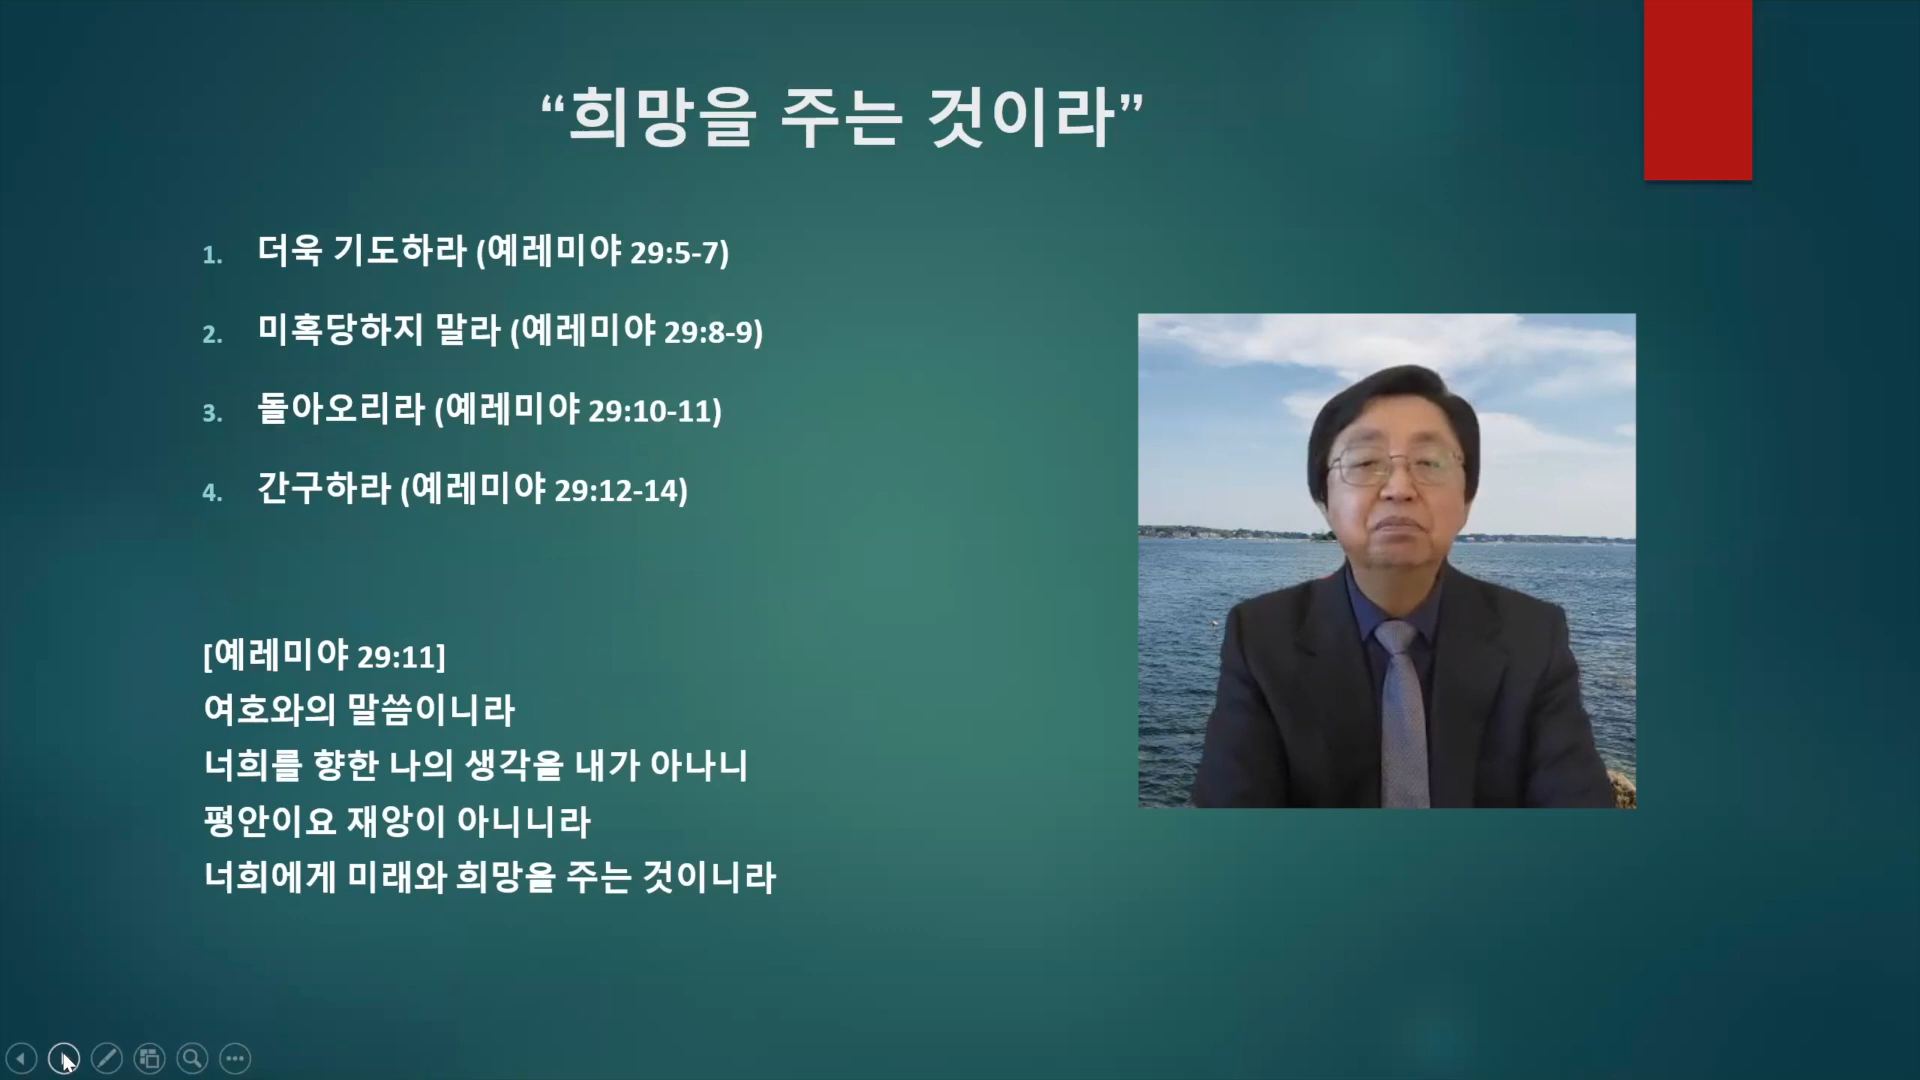 “희망을 주는 것이라”
1. 더욱 기도하라 (예레미야 29:5-7)
2. 미혹당하지 말라 (예레미야 29:8-9)
3. 돌아오리라 (예레미야 29:10-11)
4. 간구하라 (예레미야 29:12-14)
[예레미야 29:11]
여호와의 말씀이니라
너희를 향한 나의 생각을 내가 아나니
평안이요 재앙이 아니니라
너희에게 미래와 희망을 주는 것이니라